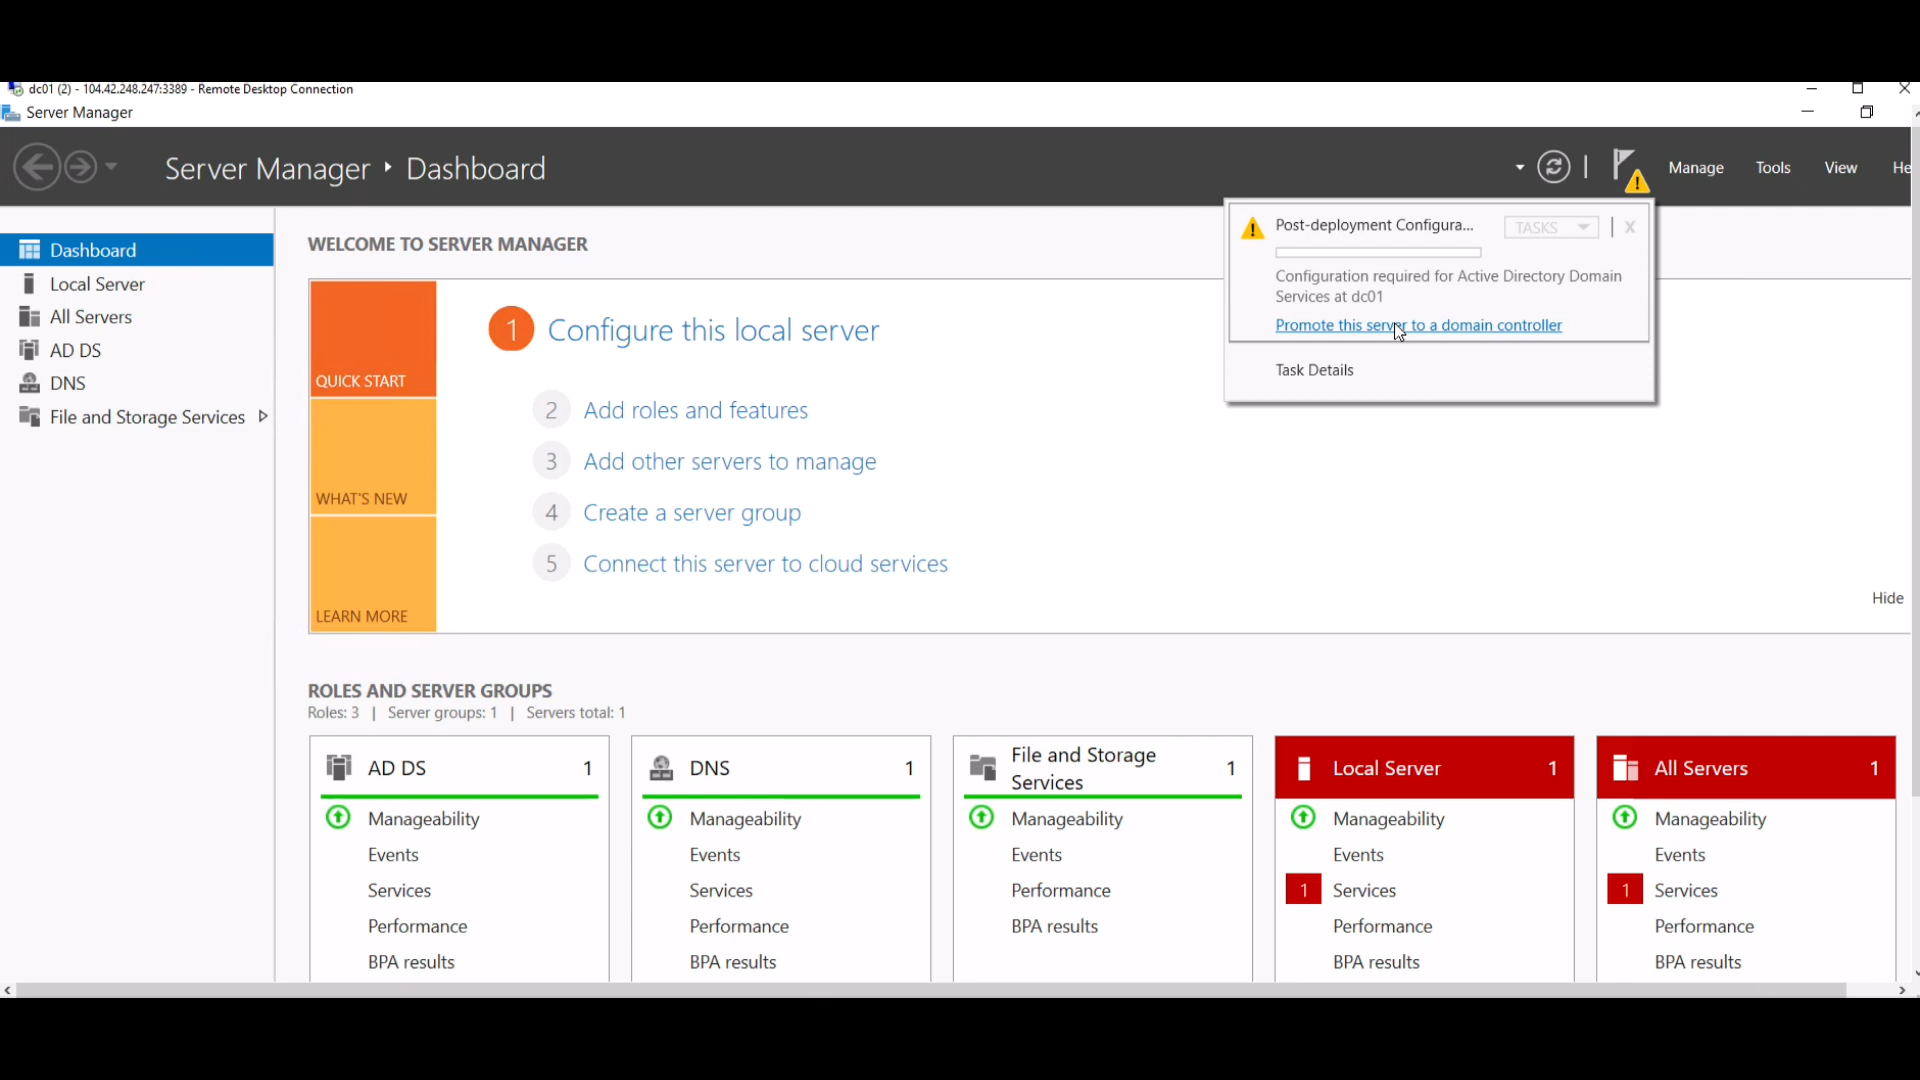 dc01 (2) - 104.42.248.247:3389 - Remote Desktop Connection
Server Manager
Server Manager Dashboard
Manage Tools View He
Dashboard
Local Server
All Servers
AD DS
DNS
File and Storage Services
Post-deployment Configura... TASKS X
Configuration required for Active Directory Domain
Services at dc01
Promote this server to a domain controller
Task Details
WELCOME TO SERVER MANAGER
QUICK START
WHAT'S NEW
LEARN MORE
1 Configure this local server
2 Add roles and features
3 Add other servers to manage
4 Create a server group
5 Connect this server to cloud services
Hide
ROLES AND SERVER GROUPS
Roles: 3 | Server groups: 1 | Servers total: 1
AD DS 1
Manageability
Events
Services
Performance
BPA results
DNS 1
Manageability
Events
Services
Performance
BPA results
File and Storage
Services 1
Manageability
Events
Performance
BPA results
Local Server 1
Manageability
Events
1 Services
Performance
BPA results
All Servers 1
Manageability
Events
1 Services
Performance
BPA results